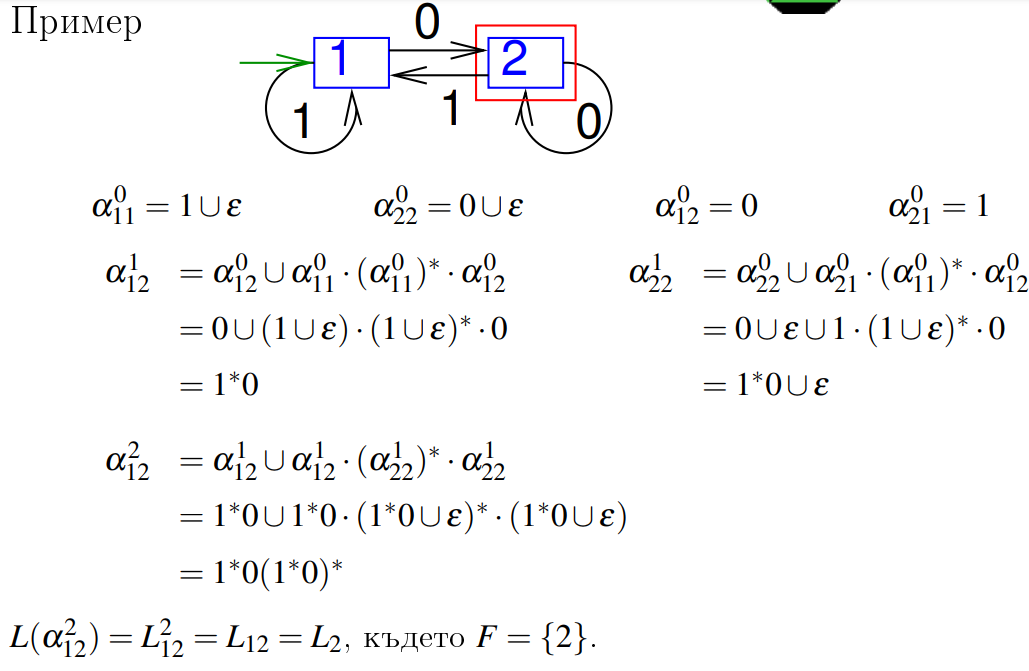 Пример
0
1 2
1 1 0
α⁰₁₁ = 1 ∪ ε α⁰₂₂ = 0 ∪ ε α⁰₁₂ = 0 α⁰₂₁ = 1
α¹₁₂ = α⁰₁₂ ∪ α⁰₁₁ · (α⁰₁₁)* · α⁰₁₂ α¹₂₂ = α⁰₂₂ ∪ α⁰₂₁ · (α⁰₁₁)* · α⁰₁₂
= 0 ∪ (1 ∪ ε) · (1 ∪ ε)* · 0 = 0 ∪ ε ∪ 1 · (1 ∪ ε)* · 0
= 1*0 = 1*0 ∪ ε
α²₁₂ = α¹₁₂ ∪ α¹₁₂ · (α¹₂₂)* · α¹₂₂
= 1*0 ∪ 1*0 · (1*0 ∪ ε)* · (1*0 ∪ ε)
= 1*0(1*0)*
L(α²₁₂) = L²₁₂ = L₁₂ = L₂, където F = {2}.